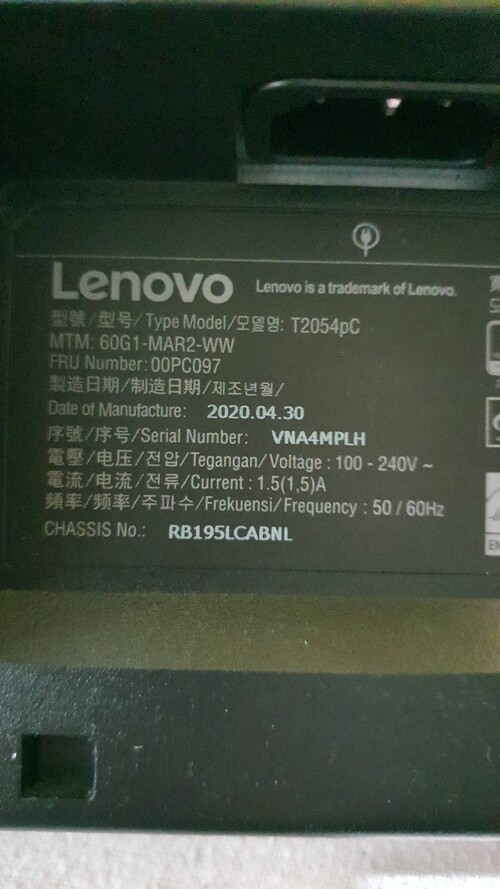 Lenovo Lenovo is a trademark of Lenovo.
型號/型号/Type Model/모델명: T2054pC
MTM: 60G1-MAR2-WW
FRU Number: 00PC097
製造日期/制造日期/제조년월/
Date of Manufacture: 2020.04.30
序號/序号/Serial Number: VNA4MPLH
電壓/电压/전압/Tegangan/Voltage : 100 - 240V ~
電流/电流/전류/Current : 1.5(1,5)A
頻率/频率/주파수/Frekuensi/Frequency : 50 / 60Hz
CHASSIS No.: RB195LCABNL